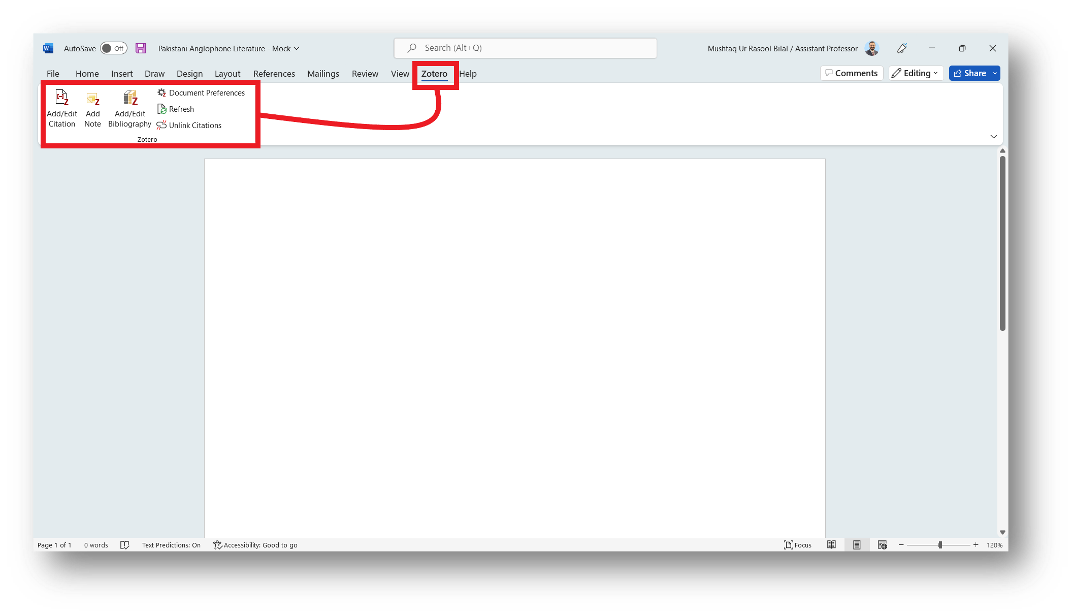 AutoSave Off Pakistani Anglophone Literature - Mock Search (Alt+Q) Mushtaq Ur Rasool Bilal / Assistant Professor
File Home Insert Draw Design Layout References Mailings Review View Zotero Help Comments Editing Share
Add/Edit Citation
Add Note
Add/Edit Bibliography
Document Preferences
Refresh
Unlink Citations
Zotero
Page 1 of 1 0 words Text Predictions: On Accessibility: Good to go Focus 120%